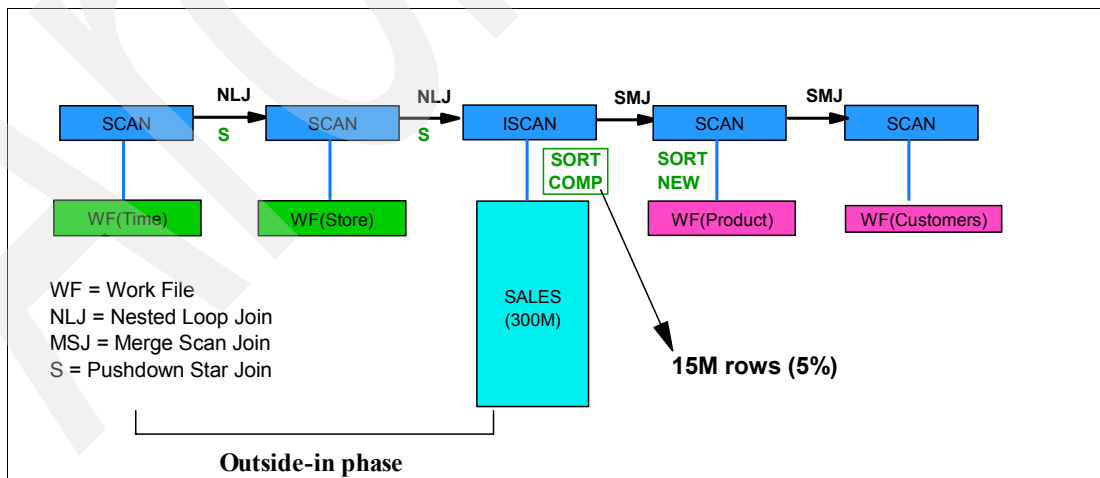 NLJ
NLJ
SMJ
SMJ
SCAN
SCAN
ISCAN
SCAN
SCAN
S
S
SORT
COMP
SORT
NEW
WF(Time)
WF(Store)
WF(Product)
WF(Customers)
SALES
(300M)
WF = Work File
NLJ = Nested Loop Join
MSJ = Merge Scan Join
S = Pushdown Star Join
15M rows (5%)
Outside-in phase